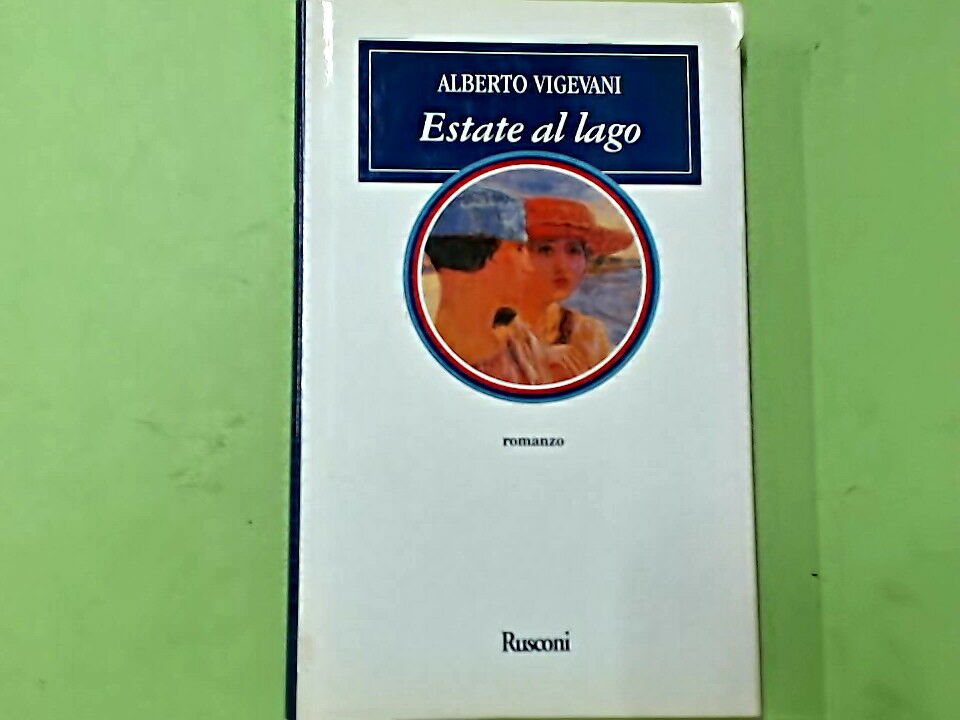 ALBERTO VIGEVANI
Estate al lago
romanzo
Rusconi